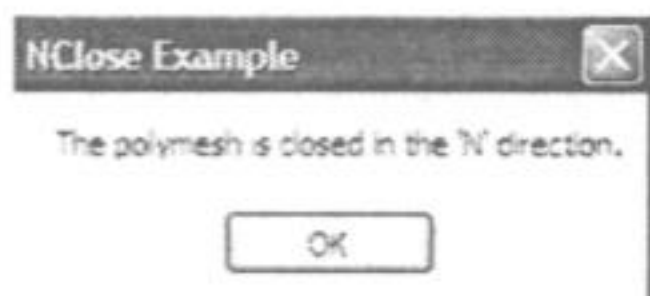 NClose Example
The polymesh is closed in the 'N' direction.
OK